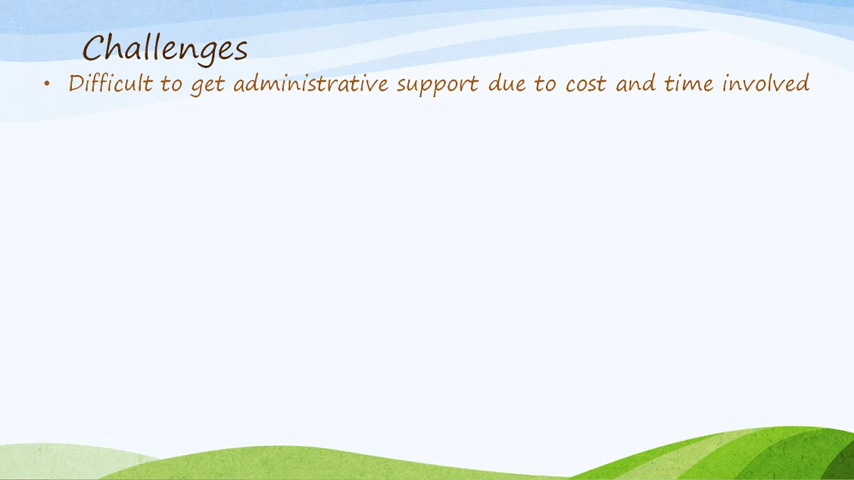 Challenges
• Difficult to get administrative support due to cost and time involved